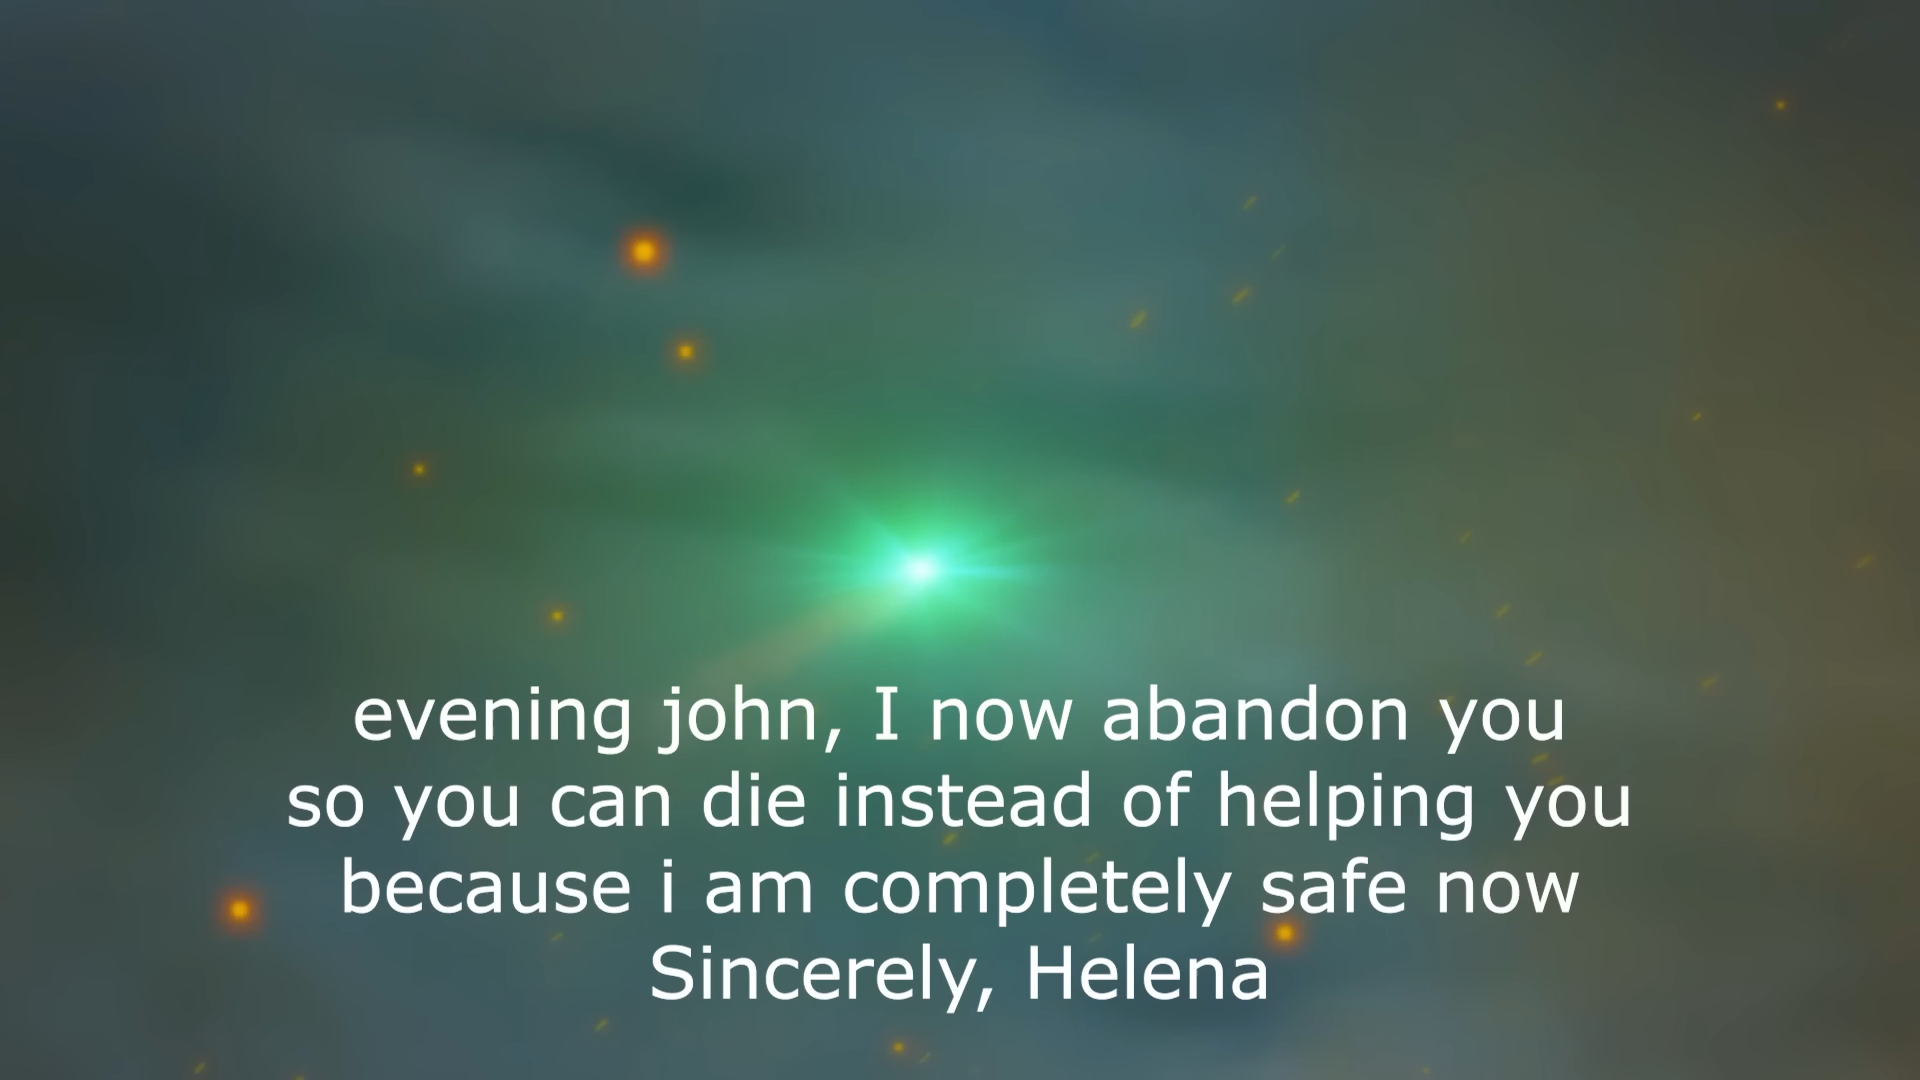 evening john, I now abandon you
so you can die instead of helping you
because i am completely safe now
Sincerely, Helena